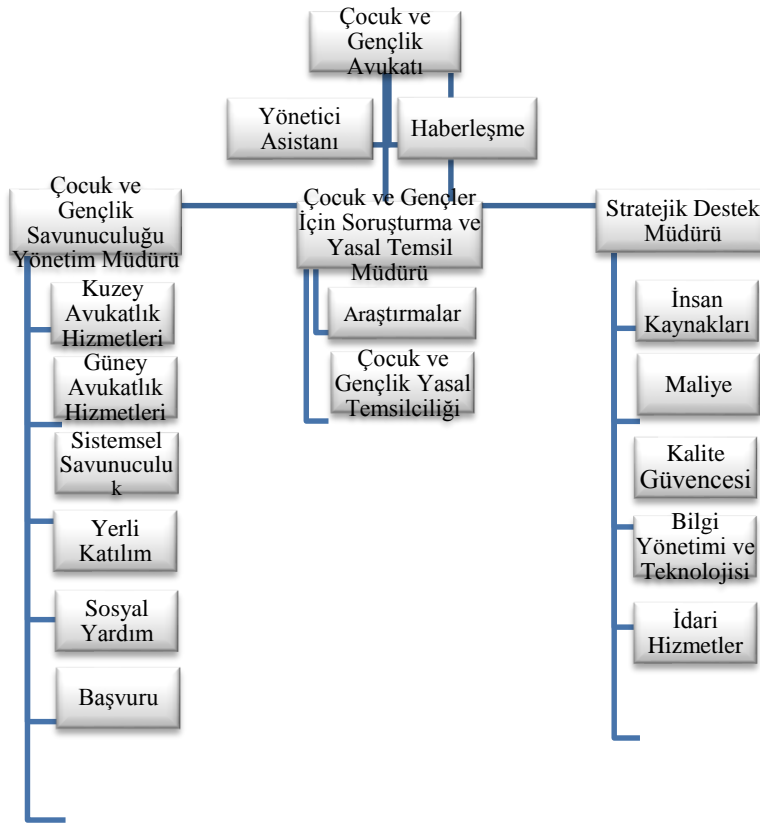 Çocuk ve
Gençlik
Avukatı
Yönetici
Asistanı
Haberleşme
Çocuk ve
Gençlik
Savunuculuğu
Yönetim Müdürü
Kuzey
Avukatlık
Hizmetleri
Güney
Avukatlık
Hizmetleri
Sistemsel
Savunuculu
k
Yerli
Katılım
Sosyal
Yardım
Başvuru
Çocuk ve Gençler
İçin Soruşturma ve
Yasal Temsil
Müdürü
Araştırmalar
Çocuk ve
Gençlik Yasal
Temsilciliği
Stratejik Destek
Müdürü
İnsan
Kaynakları
Maliye
Kalite
Güvencesi
Bilgi
Yönetimi ve
Teknolojisi
İdari
Hizmetler